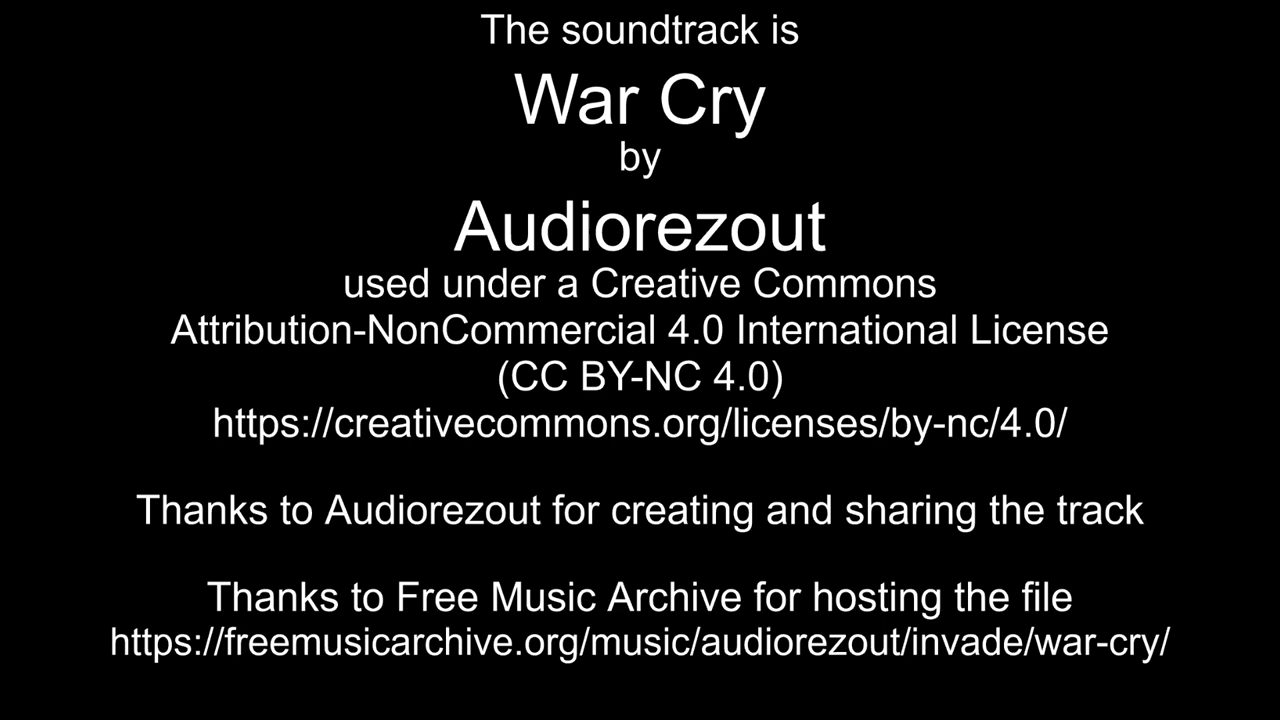 The soundtrack is
War Cry
by
Audiorezout
used under a Creative Commons
Attribution-NonCommercial 4.0 International License
(CC BY-NC 4.0)
https://creativecommons.org/licenses/by-nc/4.0/
Thanks to Audiorezout for creating and sharing the track
Thanks to Free Music Archive for hosting the file
https://freemusicarchive.org/music/audiorezout/invade/war-cry/